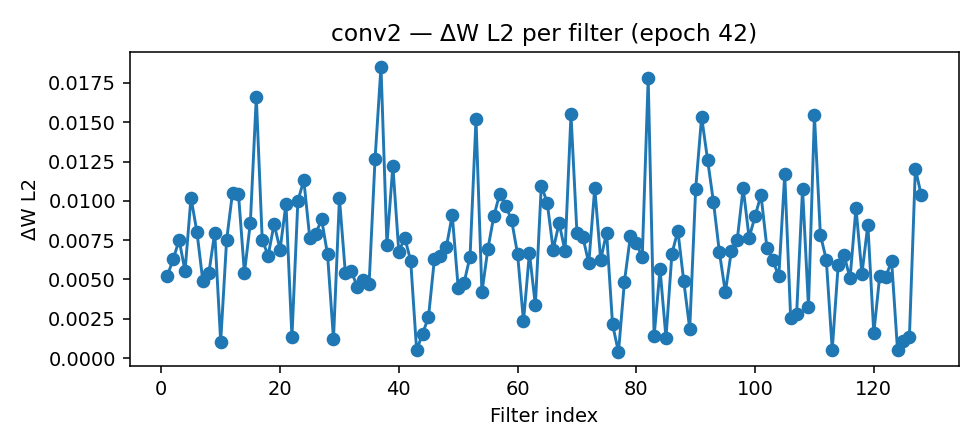 conv2 — ΔW L2 per filter (epoch 42)
ΔW L2
0.0175
0.0150
0.0125
0.0100
0.0075
0.0050
0.0025
0.0000
0 20 40 60 80 100 120
Filter index